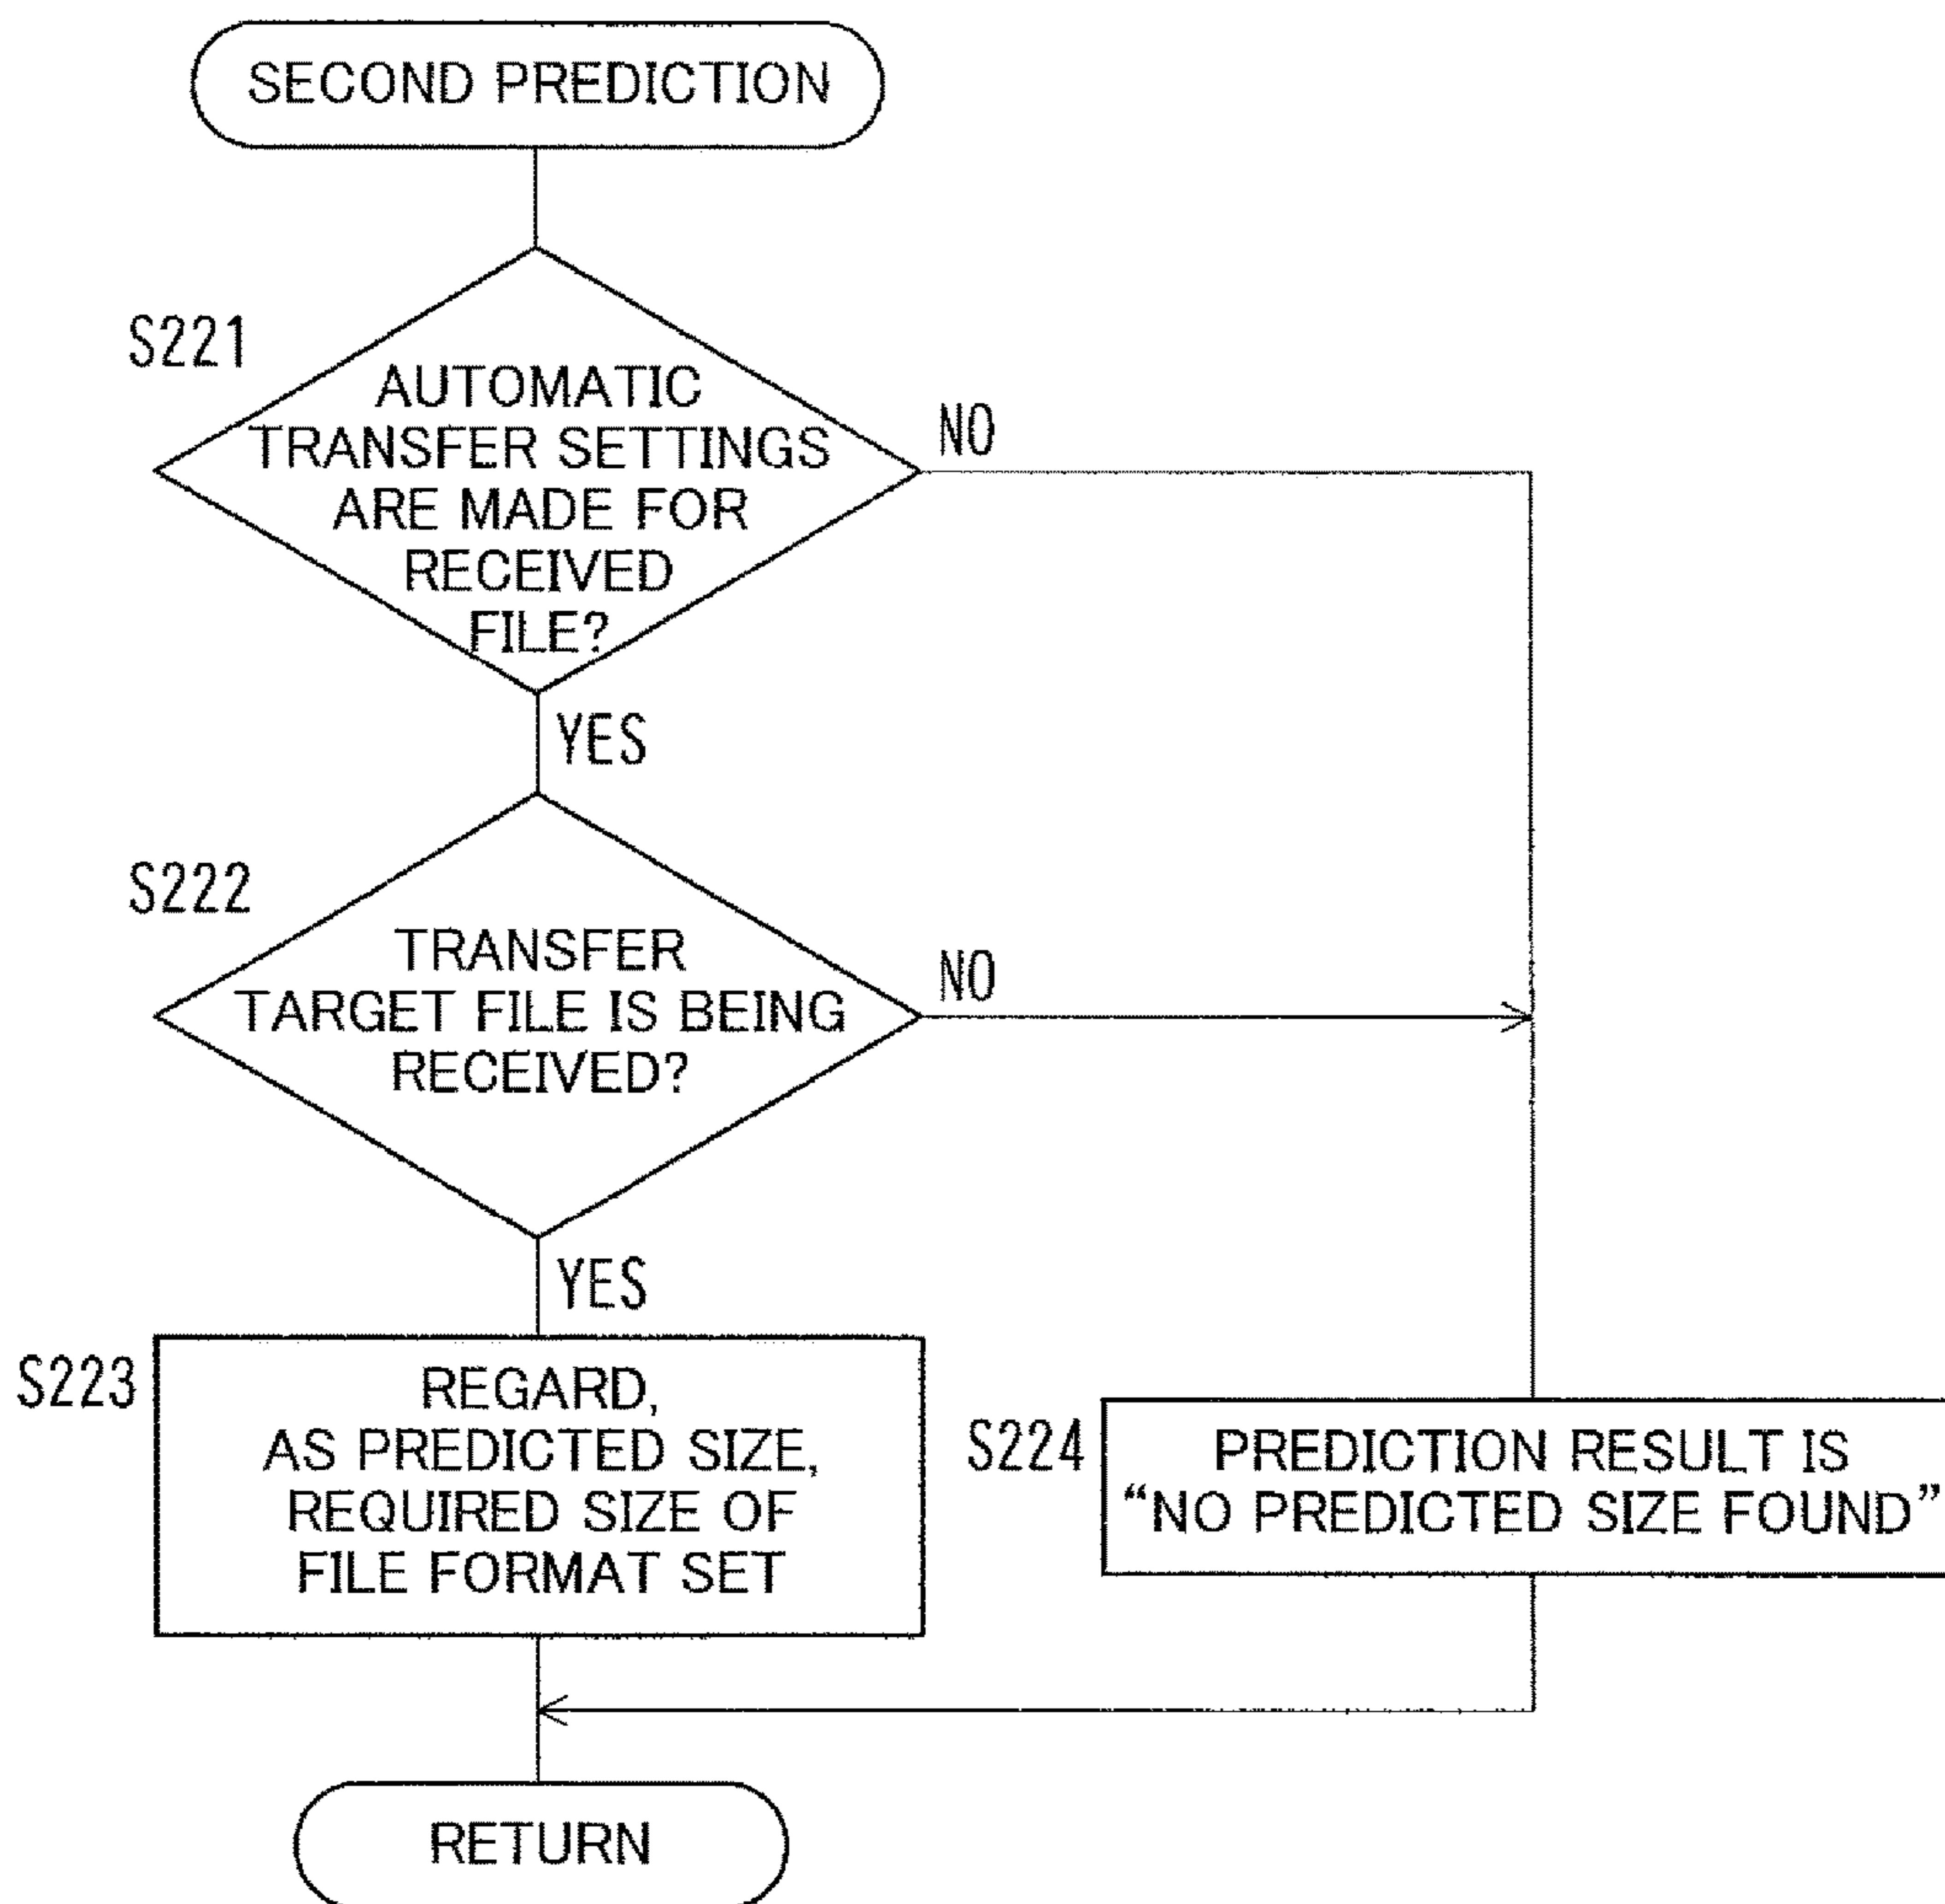 SECOND PREDICTION
S221
AUTOMATIC
TRANSFER SETTINGS
ARE MADE FOR
RECEIVED
FILE?
NO
YES
S222
TRANSFER
TARGET FILE IS BEING
RECEIVED?
NO
YES
S223
REGARD,
AS PREDICTED SIZE,
REQUIRED SIZE OF
FILE FORMAT SET
S224
PREDICTION RESULT IS
“NO PREDICTED SIZE FOUND”
RETURN